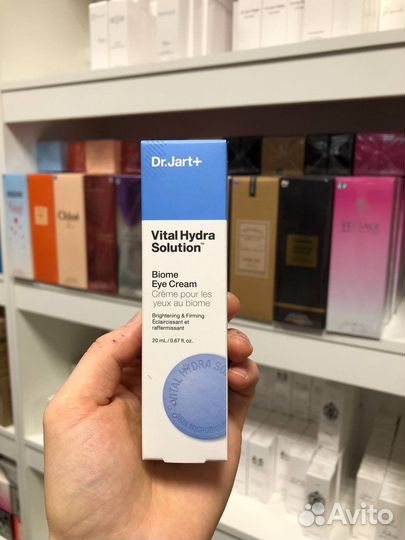 Dr.Jart+
Vital Hydra
Solution™
Biome
Eye Cream
Crème pour les
yeux au biome
Brightening & Firming
Éclaircissant et
raffermissant
20 mL / 0.67 fl. oz.
VITAL HYDRA SOL
Chloé
VERSACE
Avito